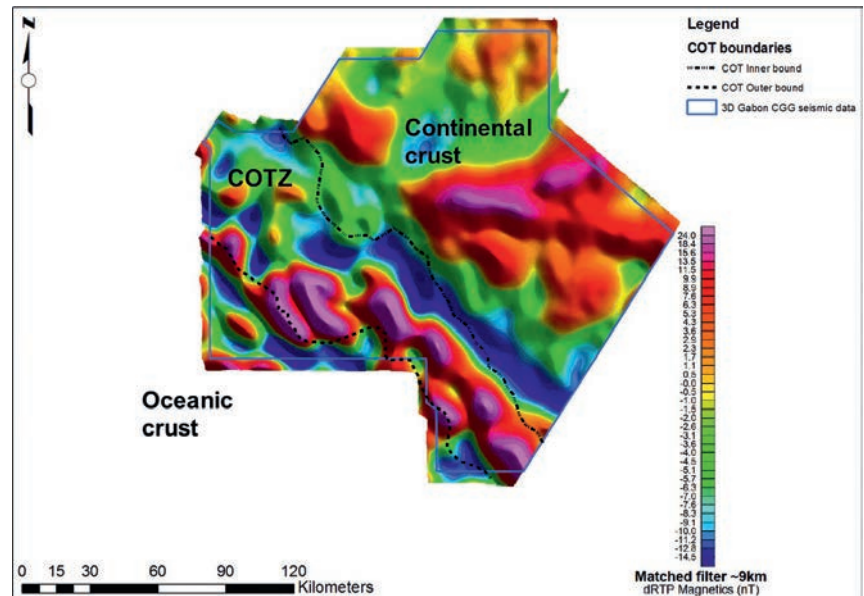 N
Legend
COT boundaries
COT Inner bound
COT Outer bound
3D Gabon CGG seismic data
Continental
crust
COTZ
Oceanic
crust
24.0
18.4
15.6
13.5
11.5
9.9
8.9
7.6
6.3
5.3
4.5
3.6
2.9
2.3
1.7
1.1
0.5
-0.0
-0.5
-1.0
-1.5
-2.0
-2.6
-3.1
-3.6
-4.0
-4.5
-5.1
-5.7
-6.3
-7.0
-7.6
-8.3
-9.1
-10.0
-11.2
-12.8
-14.5
Matched filter ~9km
dRTP Magnetics (nT)
0 15 30 60 90 120
Kilometers